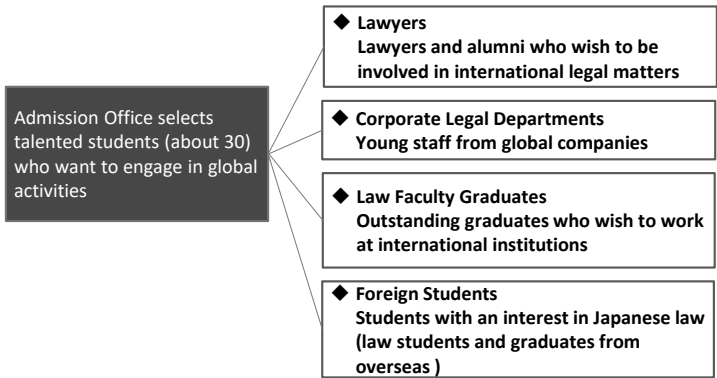 Admission Office selects
talented students (about 30)
who want to engage in global
activities
◆ Lawyers
Lawyers and alumni who wish to be
involved in international legal matters
◆ Corporate Legal Departments
Young staff from global companies
◆ Law Faculty Graduates
Outstanding graduates who wish to work
at international institutions
◆ Foreign Students
Students with an interest in Japanese law
(law students and graduates from
overseas )